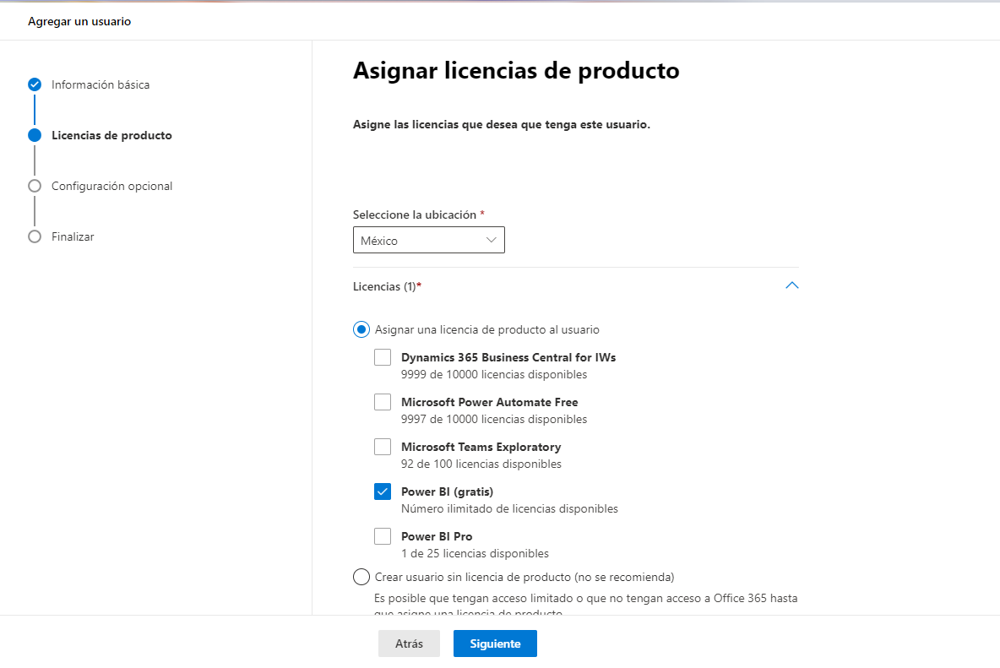 Agregar un usuario
Información básica
Licencias de producto
Configuración opcional
Finalizar
Asignar licencias de producto
Asigne las licencias que desea que tenga este usuario.
Seleccione la ubicación *
México
Licencias (1)*
Asignar una licencia de producto al usuario
Dynamics 365 Business Central for IWs
9999 de 10000 licencias disponibles
Microsoft Power Automate Free
9997 de 10000 licencias disponibles
Microsoft Teams Exploratory
92 de 100 licencias disponibles
Power BI (gratis)
Número ilimitado de licencias disponibles
Power BI Pro
1 de 25 licencias disponibles
Crear usuario sin licencia de producto (no se recomienda)
Es posible que tengan acceso limitado o que no tengan acceso a Office 365 hasta
que asigne una licencia de producto
Atrás
Siguiente